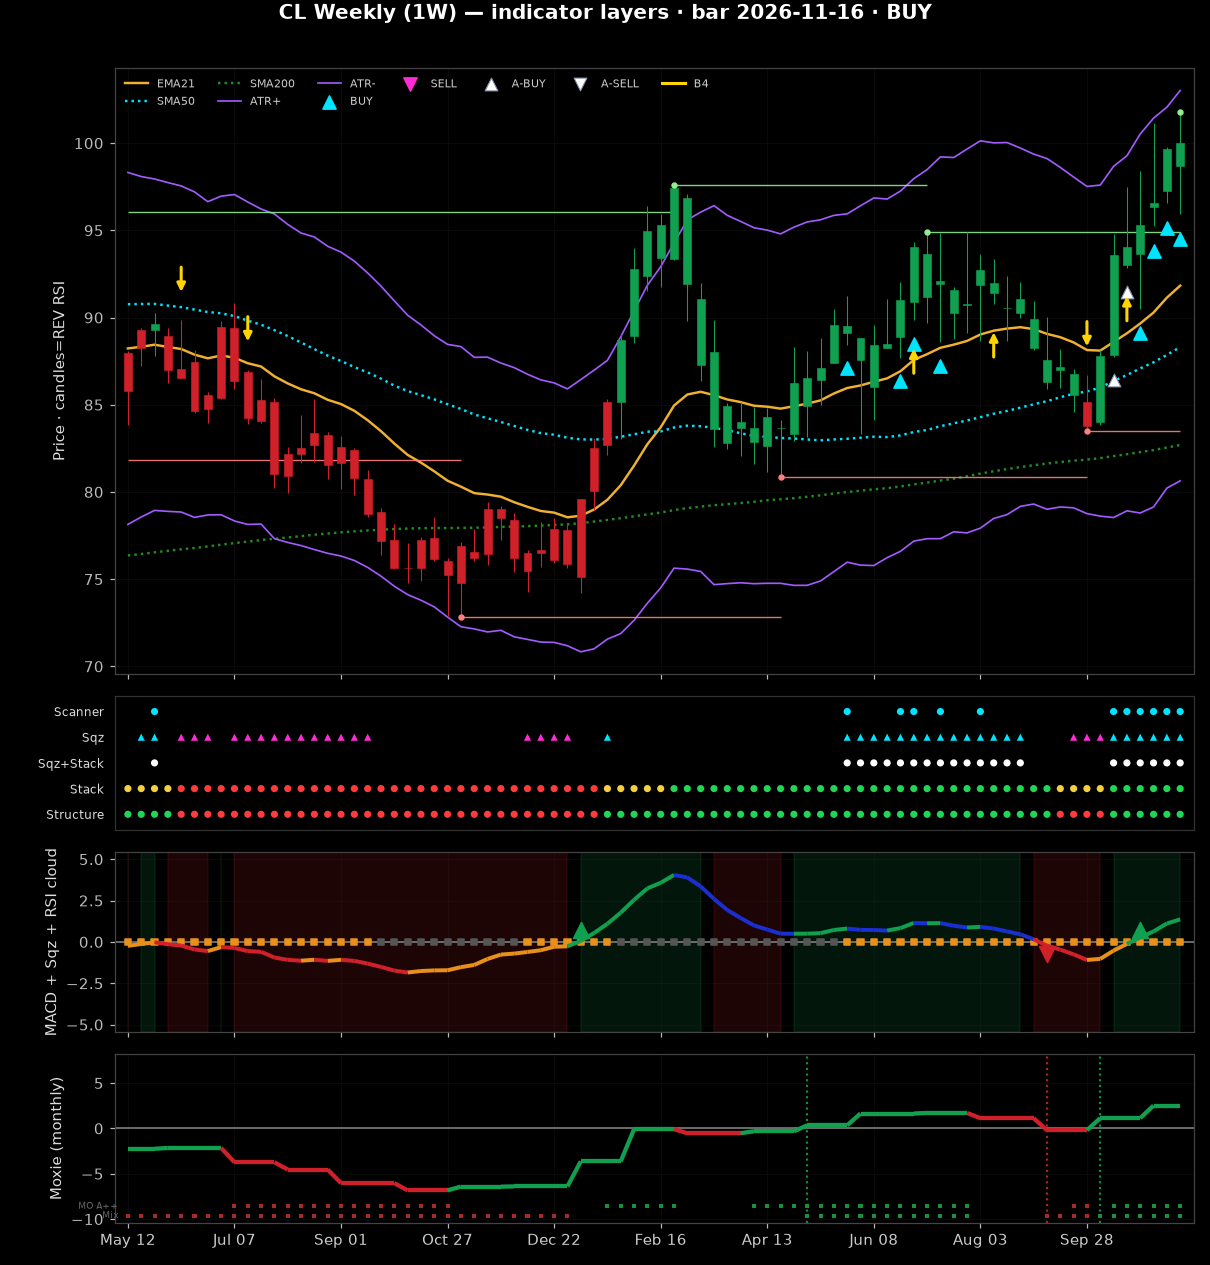 CL Weekly (1W) — indicator layers · bar 2026-11-16 · BUY
EMA21 SMA200 ATR- SELL A-BUY A-SELL B4
SMA50 ATR+ BUY
Price · candles=REV RSI
100
95
90
85
80
75
70
Scanner
Sqz
Sqz+Stack
Stack
Structure
MACD + Sqz + RSI cloud
5.0
2.5
0.0
−2.5
−5.0
Moxie (monthly)
5
0
−5
MO A++
Mix
−10
May 12 Jul 07 Sep 01 Oct 27 Dec 22 Feb 16 Apr 13 Jun 08 Aug 03 Sep 28